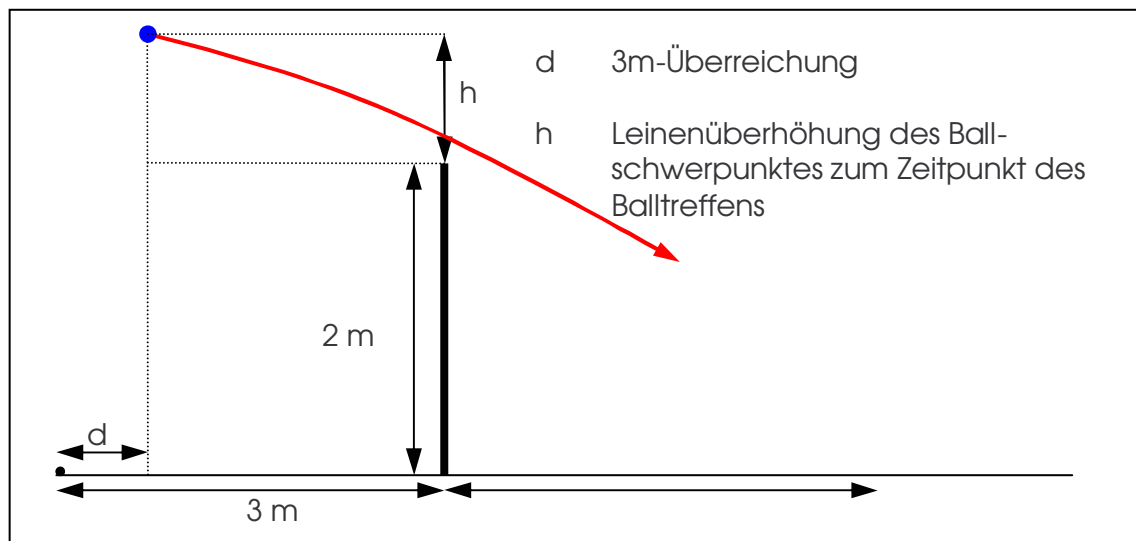 d 3m-Überreichung
h
h Leinenüberhöhung des Ball-
schwerpunktes zum Zeitpunkt des
Balltreffens
2 m
d
3 m